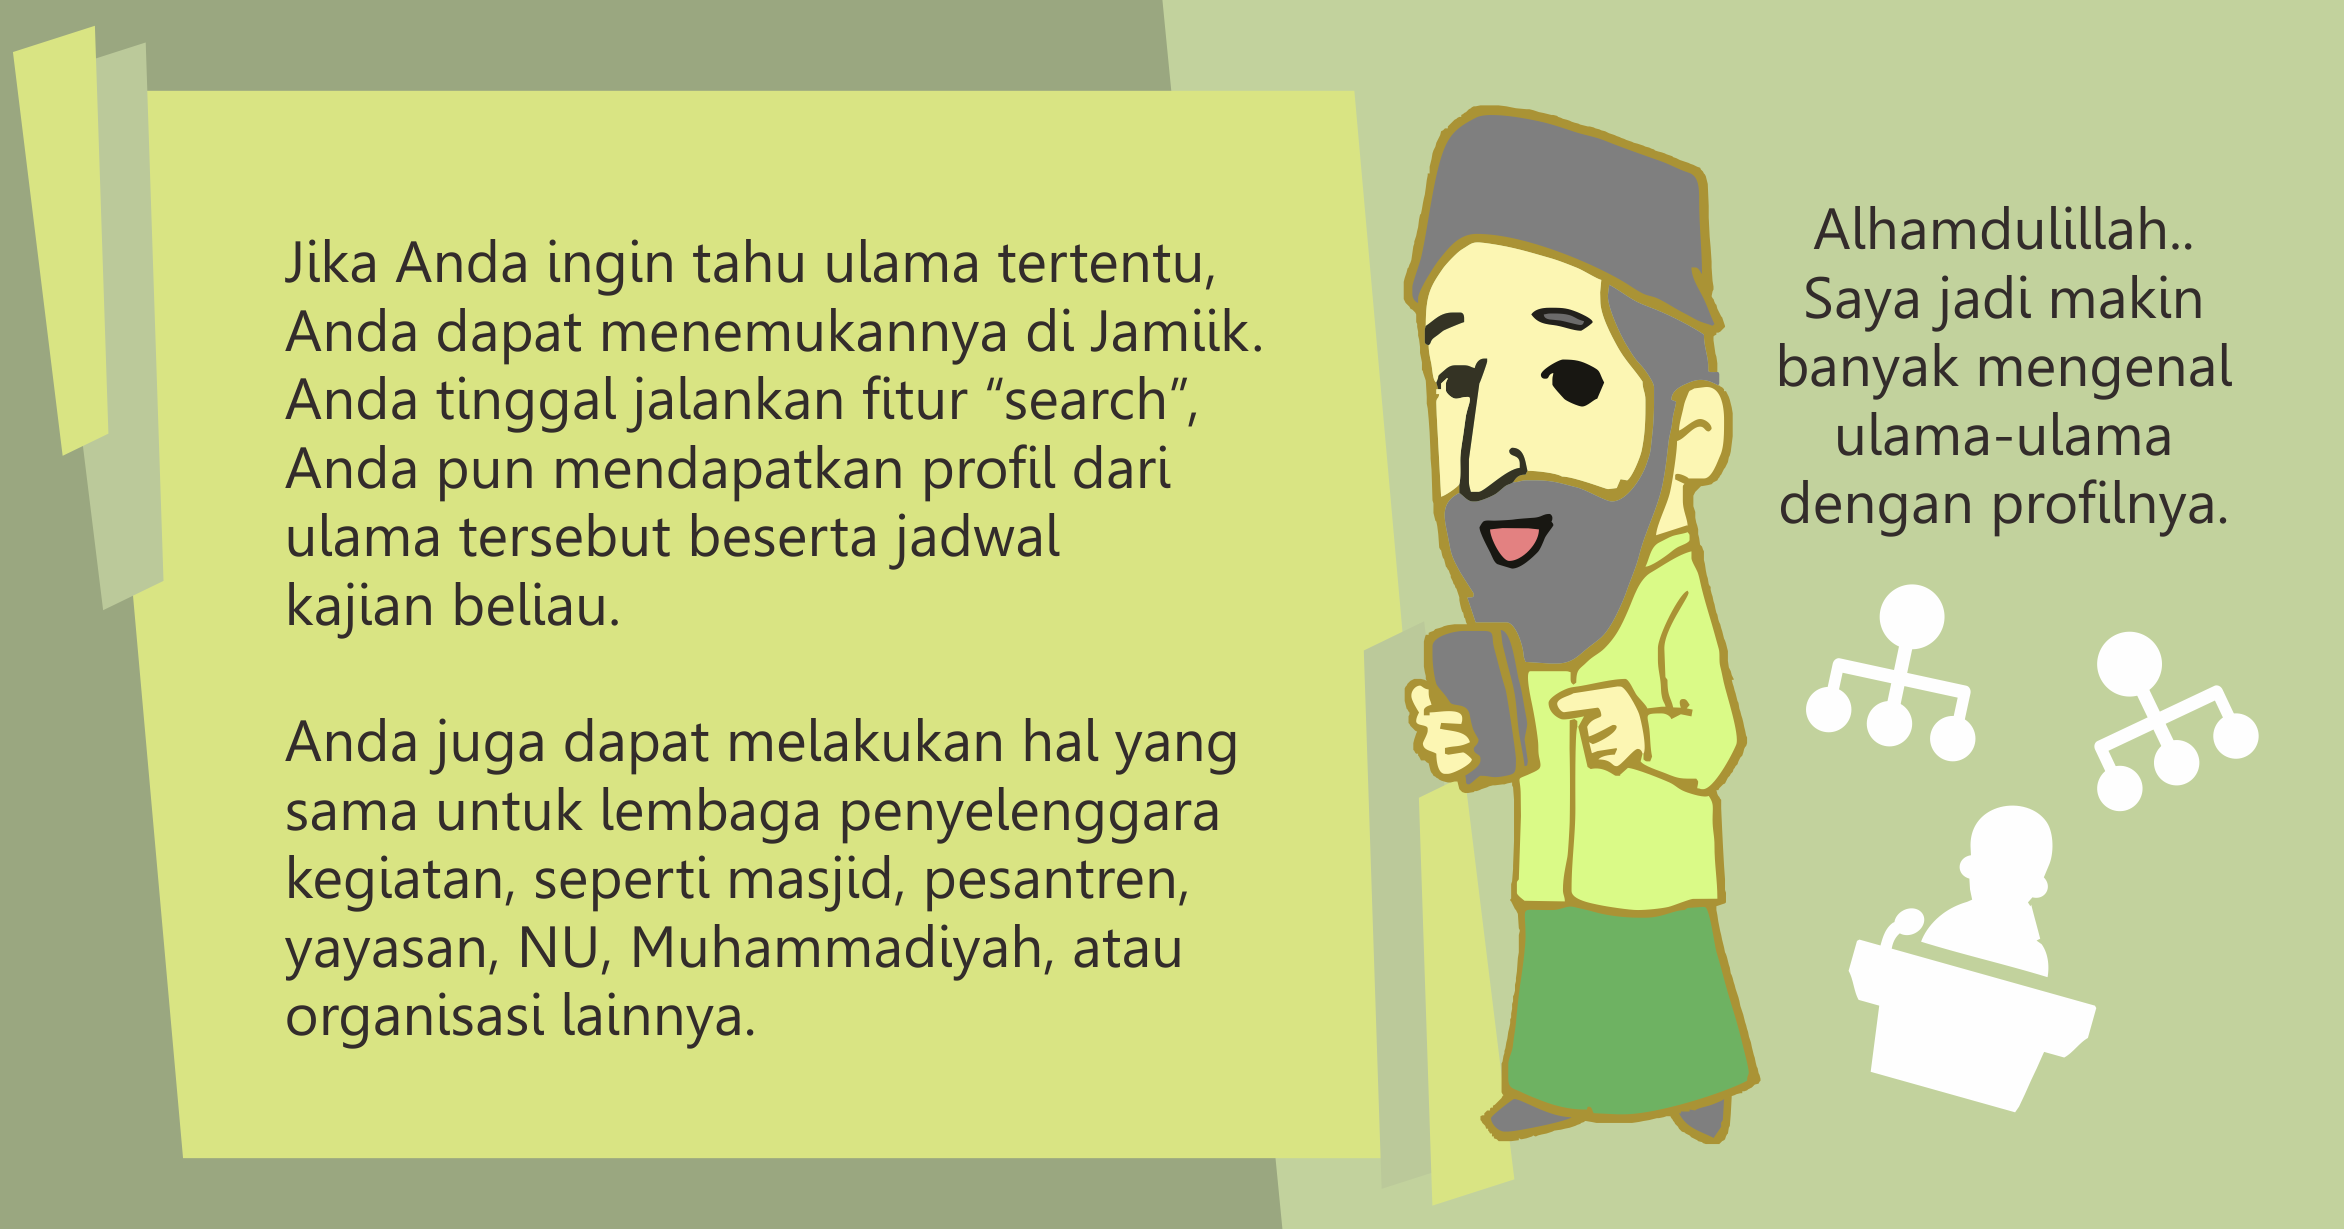 Jika Anda ingin tahu ulama tertentu,
Anda dapat menemukannya di Jamiik.
Anda tinggal jalankan fitur “search”,
Anda pun mendapatkan profil dari
ulama tersebut beserta jadwal
kajian beliau.
Anda juga dapat melakukan hal yang
sama untuk lembaga penyelenggara
kegiatan, seperti masjid, pesantren,
yayasan, NU, Muhammadiyah, atau
organisasi lainnya.
Alhamdulillah..
Saya jadi makin
banyak mengenal
ulama-ulama
dengan profilnya.